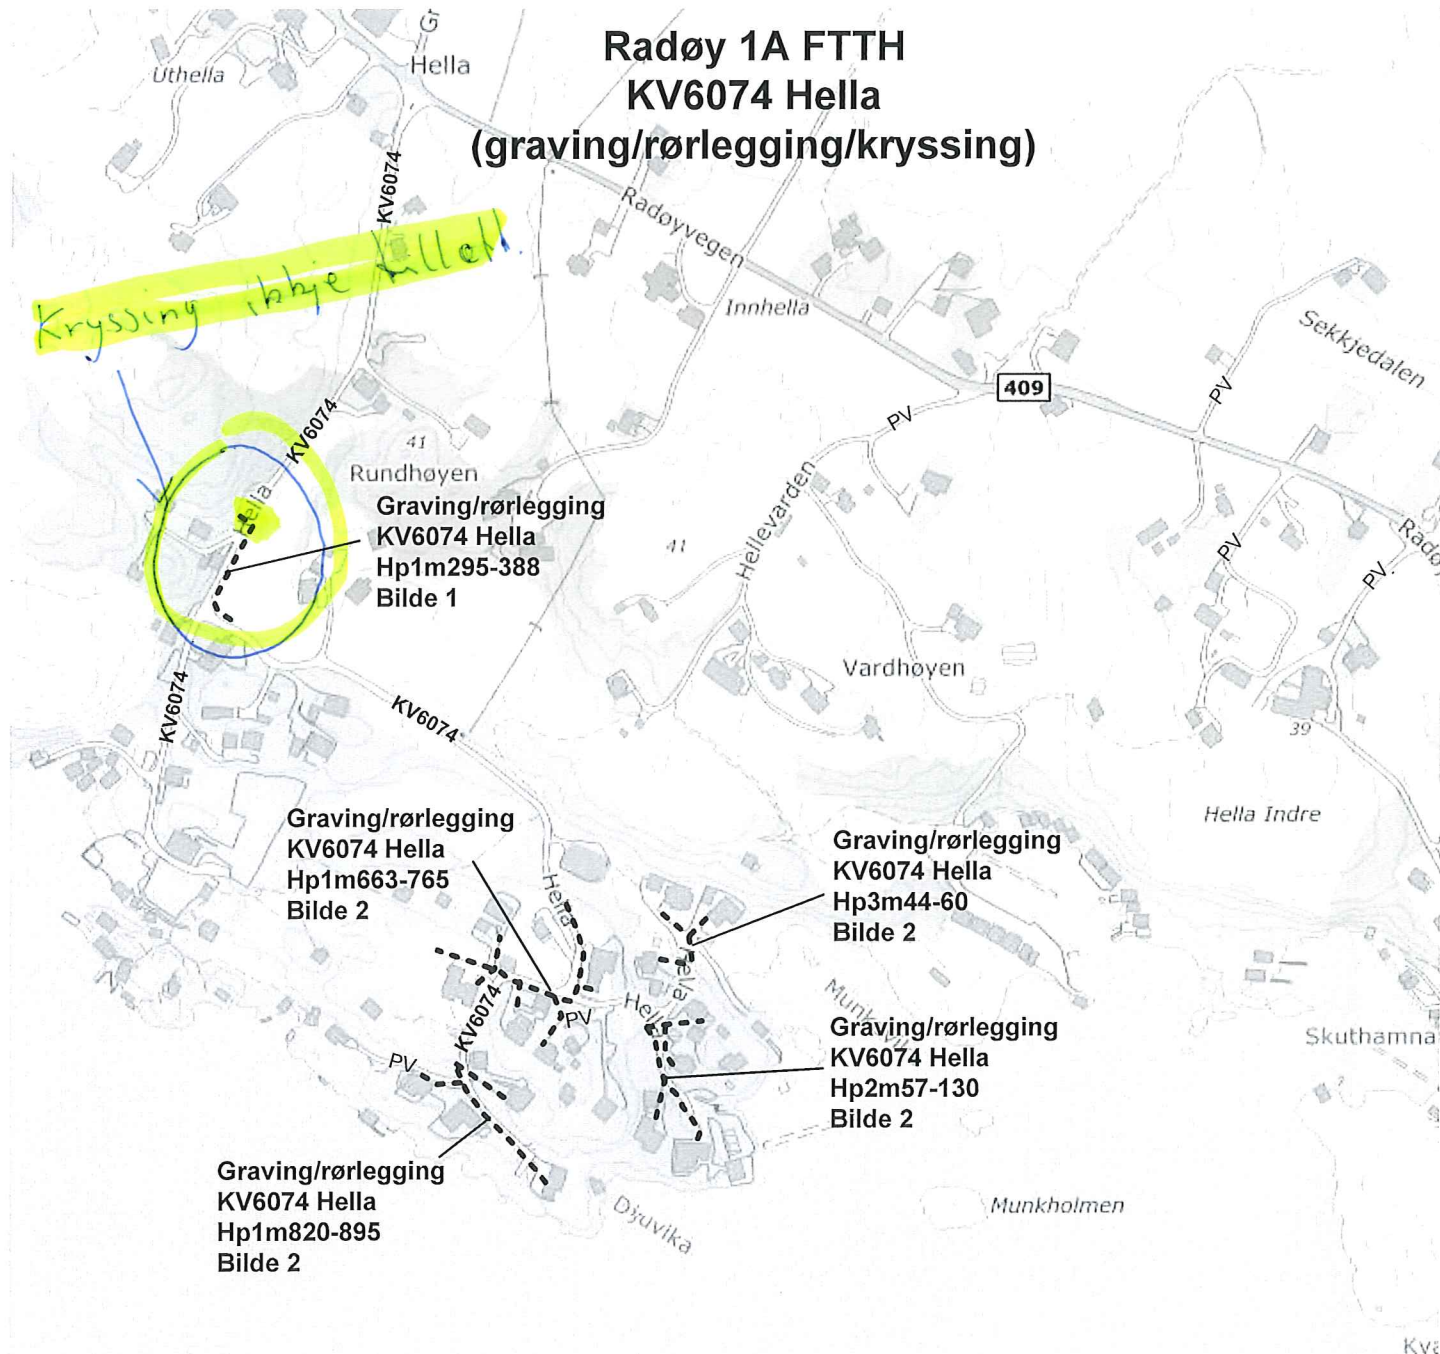 Radøy 1A FTTH
KV6074 Hella
(graving/rørlegging/kryssing)
Uthella
Hella
KV6074
Radøyvegen
Kryssing ikkje tillatt.
Innhella
Sekkjedalen
409
PV
PV
KV6074
41
Rundhøyen
Hella
Graving/rørlegging
KV6074 Hella
Hp1m295-388
Bilde 1
Hellevarden
41
PV
PV
Vardhøyen
KV6074
KV6074
39
Hella Indre
Graving/rørlegging
KV6074 Hella
Hp1m663-765
Bilde 2
Graving/rørlegging
KV6074 Hella
Hp3m44-60
Bilde 2
Hella
Hella
Hella
KV6074
PV
PV
Graving/rørlegging
KV6074 Hella
Hp2m57-130
Bilde 2
Skuthamna
Graving/rørlegging
KV6074 Hella
Hp1m820-895
Bilde 2
Djuvika
Munkholmen